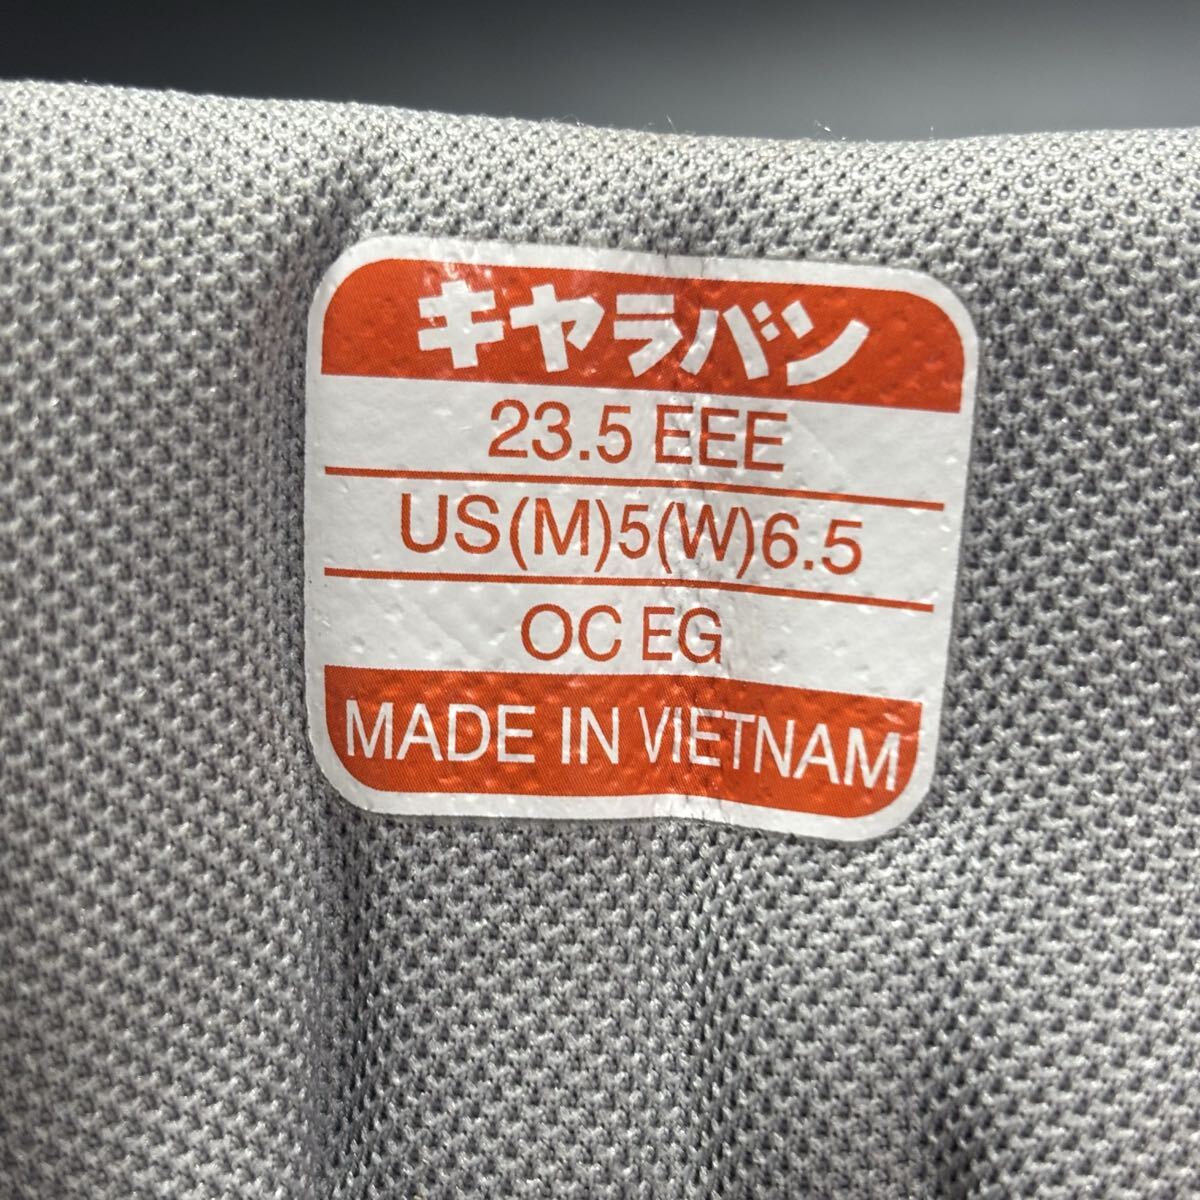 キャラバン
23.5 EEE
US(M)5(W)6.5
OC EG
MADE IN VIETNAM